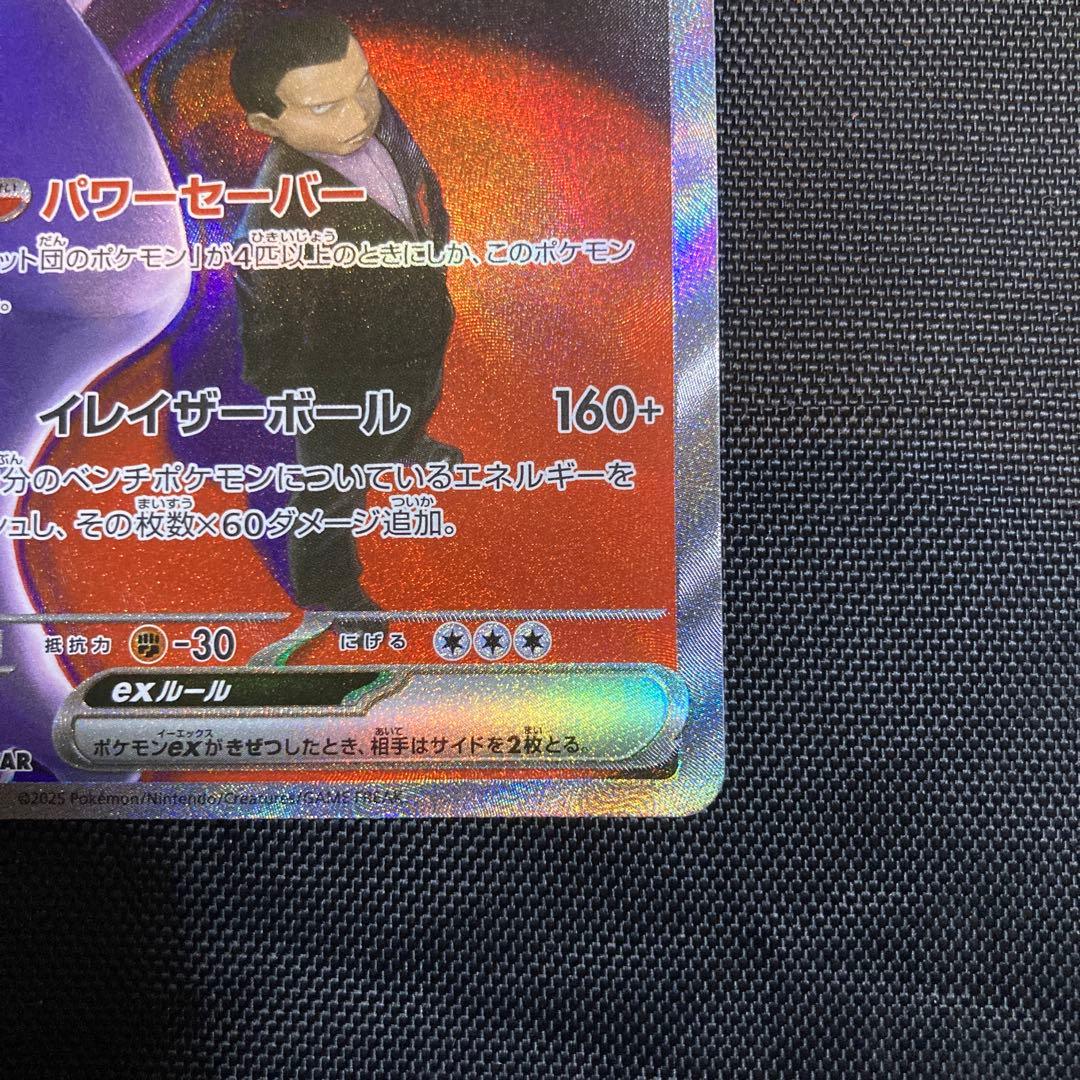 パワーセーバー
ット団のポケモン」が4匹以上のときにしか、このポケモン
。
イレイザーボール 160+
分のベンチポケモンについているエネルギーを
ュし、その枚数×60ダメージ追加。
抵抗力 -30 にげる
exルール
ポケモンexがきぜつしたとき、相手はサイドを2枚とる。
AR
©2025 Pokémon/Nintendo/Creatures/GAME FREAK.